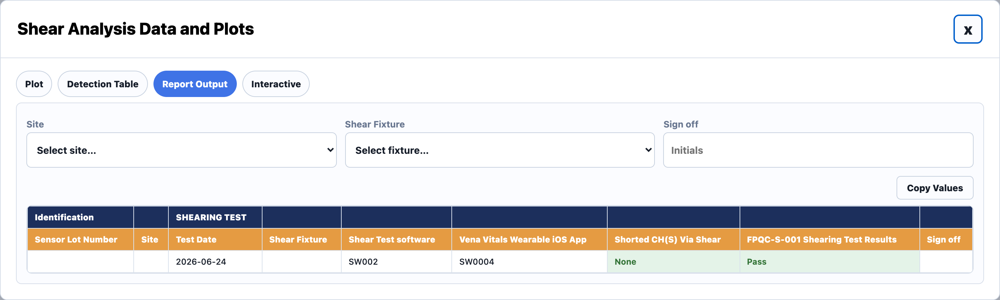 Shear Analysis Data and Plots
X
Plot Detection Table Report Output Interactive
Site Shear Fixture Sign off
Select site... Select fixture... Initials
Copy Values
Identification SHEARING TEST
Sensor Lot Number Site Test Date Shear Fixture Shear Test software Vena Vitals Wearable iOS App Shorted CH(S) Via Shear FPQC-S-001 Shearing Test Results Sign off
2026-06-24 SW002 SW0004 None Pass